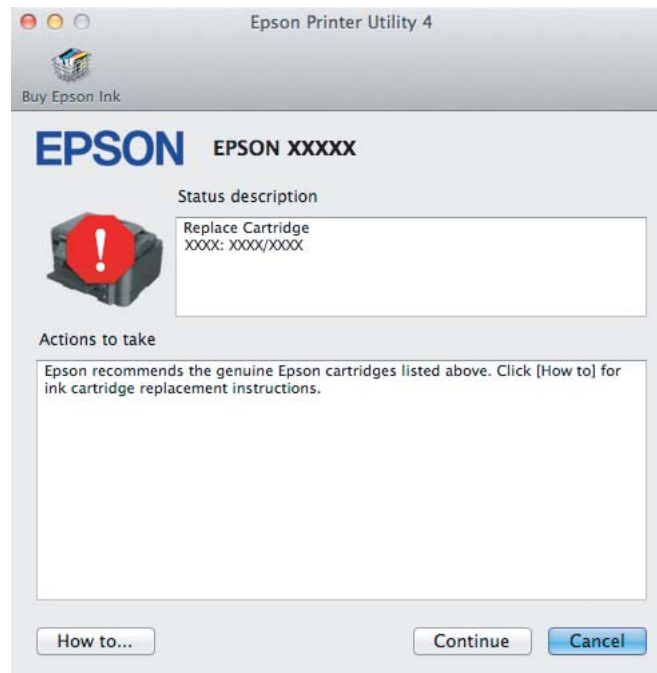 Epson Printer Utility 4
Buy Epson Ink
EPSON EPSON XXXXX
Status description
Replace Cartridge
XXXX: XXXX/XXXX
!
Actions to take
Epson recommends the genuine Epson cartridges listed above. Click [How to] for
ink cartridge replacement instructions.
How to... Continue Cancel